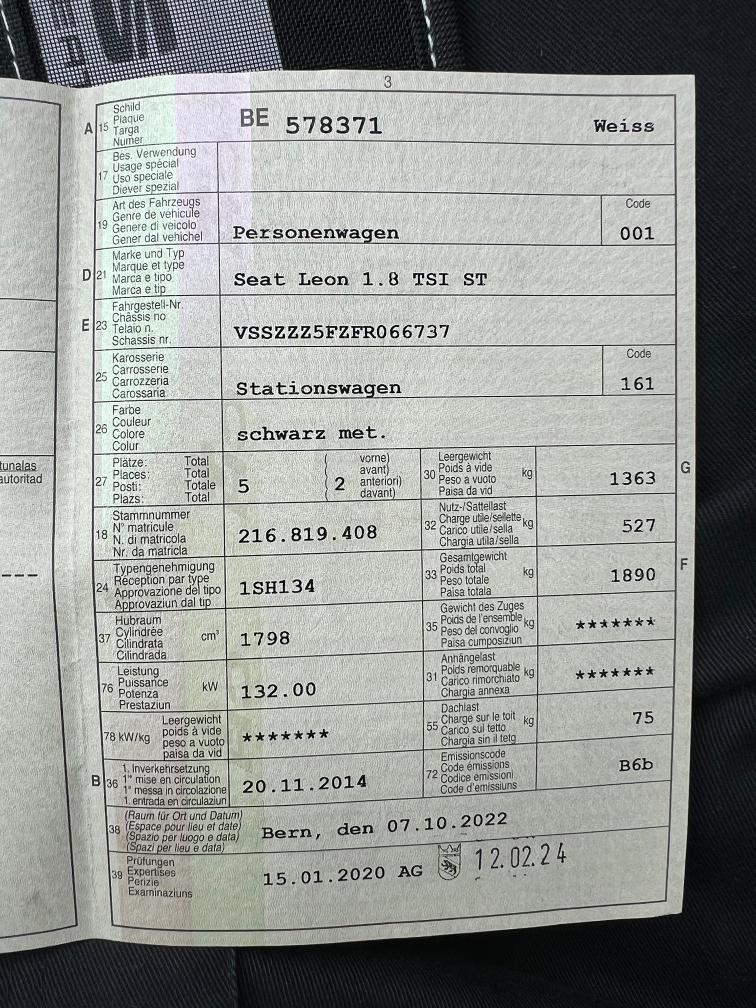 3
A 15 Schild
Plaque
Targa
Numer
BE 578371 Weiss
17 Bes. Verwendung
Usage spécial
Uso speciale
Diever spezial
19 Art des Fahrzeugs
Genre de véhicule
Genere di veicolo
Gener dal vehichel
Personenwagen
Code
001
D 21 Marke und Typ
Marque et type
Marca e tipo
Marca e tip
Seat Leon 1.8 TSI ST
E 23 Fahrgestell-Nr.
Châssis no
Telaio n.
Schassis nr.
VSSZZZ5FZFR066737
25 Karosserie
Carrosserie
Carrozzeria
Carossaria
Stationswagen
Code
161
26 Farbe
Couleur
Colore
Colur
schwarz met.
27 Plätze: Total
Places: Total
Posti: Totale
Plazs: Total
5
( vorne)
avant)
anteriori)
( davant)
2
30 Leergewicht
Poids à vide
Peso a vuoto
Paisa da vid
kg
1363
G
18 Stammnummer
N° matricule
N. di matricola
Nr. da matricla
216.819.408
32 Nutz-/Sattellast
Charge utile/sellette
Carico utile/sella
Chargia utila/sella
kg
527
24 Typengenehmigung
Réception par type
Approvazione del tipo
Approvaziun dal tip
1SH134
33 Gesamtgewicht
Poids total
Peso totale
Paisa totala
kg
1890
F
37 Hubraum
Cylindrée
Cilindrata
Cilindrada
cm³
1798
35 Gewicht des Zuges
Poids de l'ensemble
Peso del convoglio
Paisa cumposiziun
kg
*******
76 Leistung
Puissance
Potenza
Prestaziun
kW
132.00
31 Anhängelast
Poids remorquable
Carico rimorchiato
Chargia annexa
kg
*******
78 kW/kg Leergewicht
poids à vide
peso a vuoto
paisa da vid
*******
55 Dachlast
Charge sur le toit
Carico sul tetto
Chargia sin il tetg
kg
75
B 36 1. Inverkehrsetzung
1re mise en circulation
1a messa in circolazione
1. entrada en circulaziun
20.11.2014
72 Emissionscode
Code émissions
Codice emissioni
Code d'emissiuns
B6b
38 (Raum für Ort und Datum)
(Espace pour lieu et date)
(Spazio per luogo e data)
(Spazi per lieu e data)
Bern, den 07.10.2022
39 Prüfungen
Expertises
Perizie
Examinaziuns
15.01.2020 AG 12.02.24
tunalas
autoritad
---